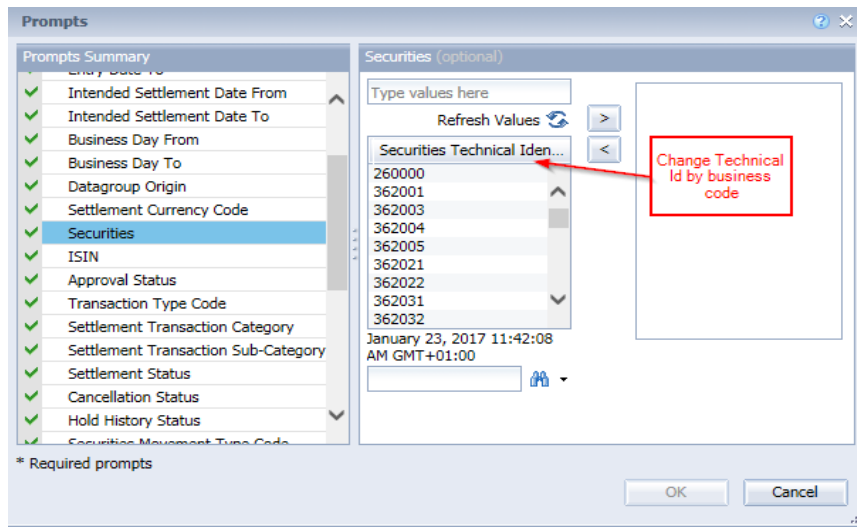 Prompts
Prompts Summary
Entry Date To
Intended Settlement Date From
Intended Settlement Date To
Business Day From
Business Day To
Datagroup Origin
Settlement Currency Code
Securities
ISIN
Approval Status
Transaction Type Code
Settlement Transaction Category
Settlement Transaction Sub-Category
Settlement Status
Cancellation Status
Hold History Status
Securities Movement Type Code
* Required prompts
Securities (optional)
Type values here
Refresh Values
>
<
Securities Technical Iden...
260000
362001
362003
362004
362005
362021
362022
362031
362032
January 23, 2017 11:42:08
AM GMT+01:00
Change Technical
Id by business
code
OK
Cancel